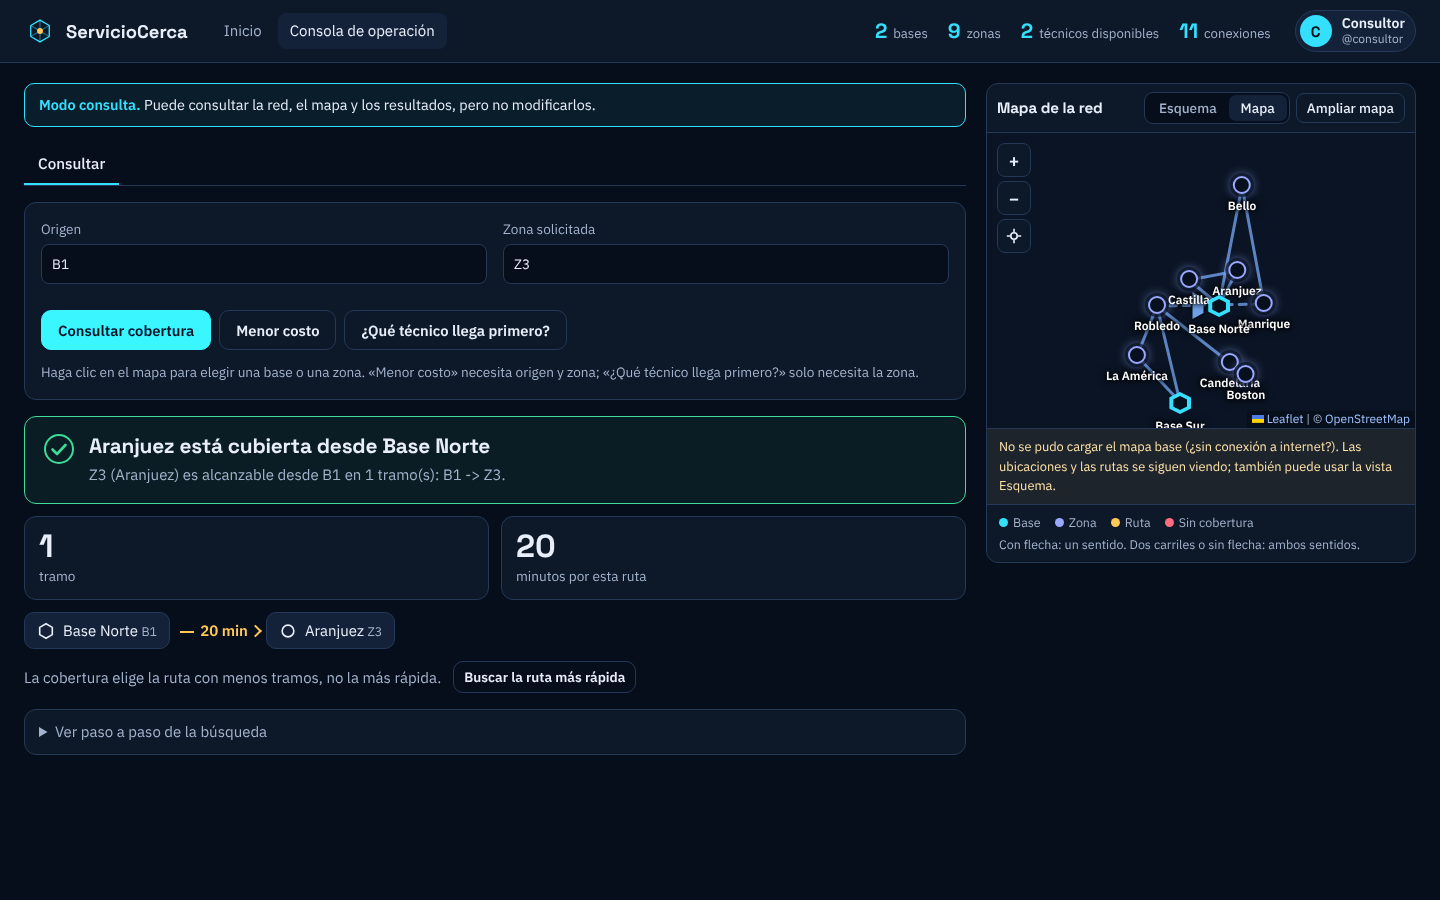 ServicioCerca
Inicio
Consola de operación
2 bases
9 zonas
2 técnicos disponibles
11 conexiones
C
Consultor
@consultor
Modo consulta. Puede consultar la red, el mapa y los resultados, pero no modificarlos.
Consultar
Origen
B1
Zona solicitada
Z3
Consultar cobertura
Menor costo
¿Qué técnico llega primero?
Haga clic en el mapa para elegir una base o una zona. «Menor costo» necesita origen y zona; «¿Qué técnico llega primero?» solo necesita la zona.
Aranjuez está cubierta desde Base Norte
Z3 (Aranjuez) es alcanzable desde B1 en 1 tramo(s): B1 -> Z3.
1
tramo
20
minutos por esta ruta
Base Norte B1
— 20 min
Aranjuez Z3
La cobertura elige la ruta con menos tramos, no la más rápida.
Buscar la ruta más rápida
Ver paso a paso de la búsqueda
Mapa de la red
Esquema
Mapa
Ampliar mapa
+
−
Bello
Aranjuez
Castilla
Robledo
Base Norte
Manrique
La América
Candelaria
Boston
Base Sur
Leaflet | © OpenStreetMap
No se pudo cargar el mapa base (¿sin conexión a internet?). Las
ubicaciones y las rutas se siguen viendo; también puede usar la vista
Esquema.
Base
Zona
Ruta
Sin cobertura
Con flecha: un sentido. Dos carriles o sin flecha: ambos sentidos.